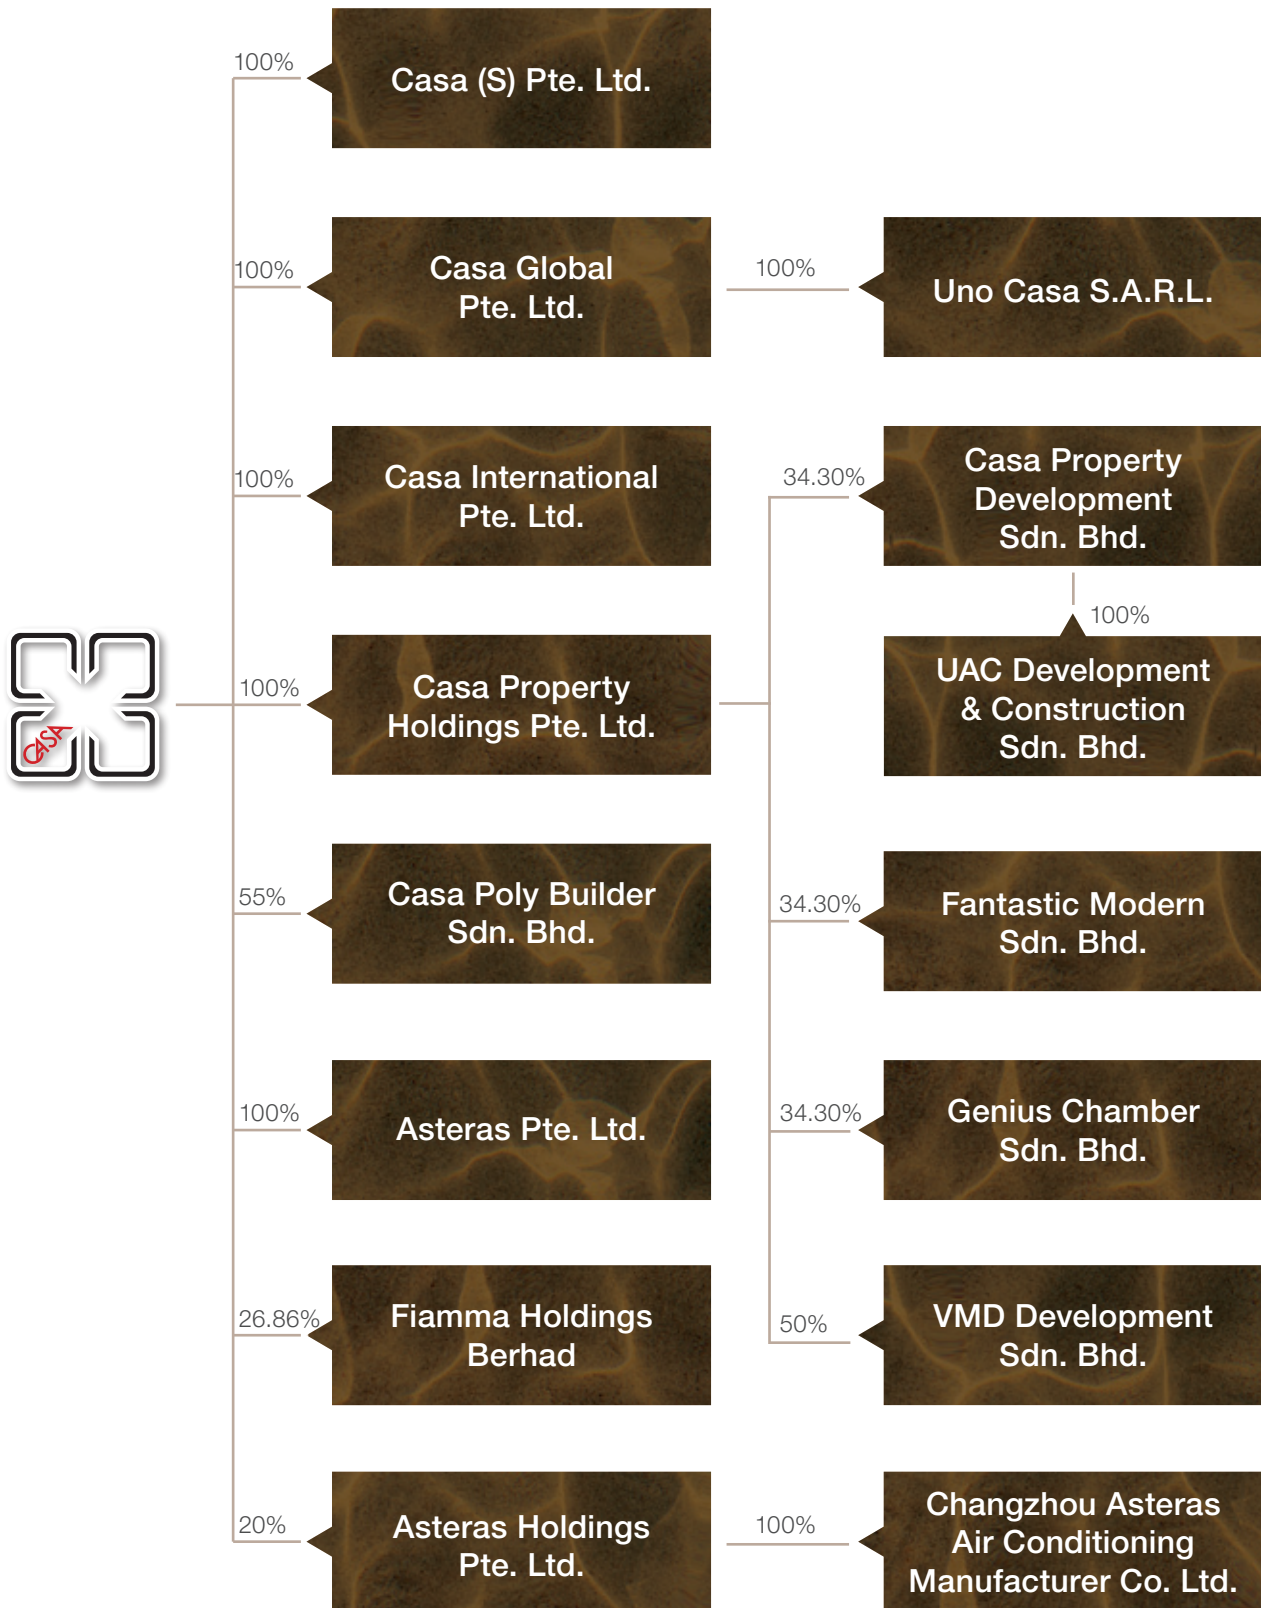 100%
Casa (S) Pte. Ltd.
100%
Casa Global
Pte. Ltd.
100%
Uno Casa S.A.R.L.
100%
Casa International
Pte. Ltd.
34.30%
Casa Property
Development
Sdn. Bhd.
100%
UAC Development
& Construction
Sdn. Bhd.
CASA
100%
Casa Property
Holdings Pte. Ltd.
55%
Casa Poly Builder
Sdn. Bhd.
34.30%
Fantastic Modern
Sdn. Bhd.
100%
Asteras Pte. Ltd.
34.30%
Genius Chamber
Sdn. Bhd.
26.86%
Fiamma Holdings
Berhad
50%
VMD Development
Sdn. Bhd.
20%
Asteras Holdings
Pte. Ltd.
100%
Changzhou Asteras
Air Conditioning
Manufacturer Co. Ltd.